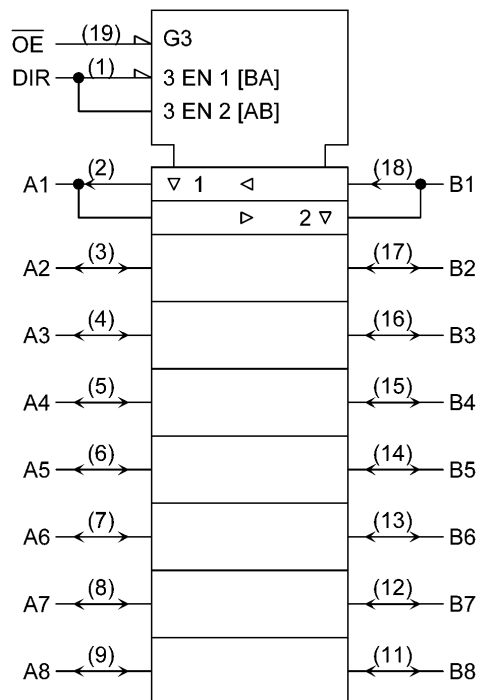 OE (19) G3
DIR (1) 3 EN 1 [BA]
3 EN 2 [AB]
A1 (2) ▽ 1 ◁ (18) B1
▷ 2 ▽
A2 (3) (17) B2
A3 (4) (16) B3
A4 (5) (15) B4
A5 (6) (14) B5
A6 (7) (13) B6
A7 (8) (12) B7
A8 (9) (11) B8